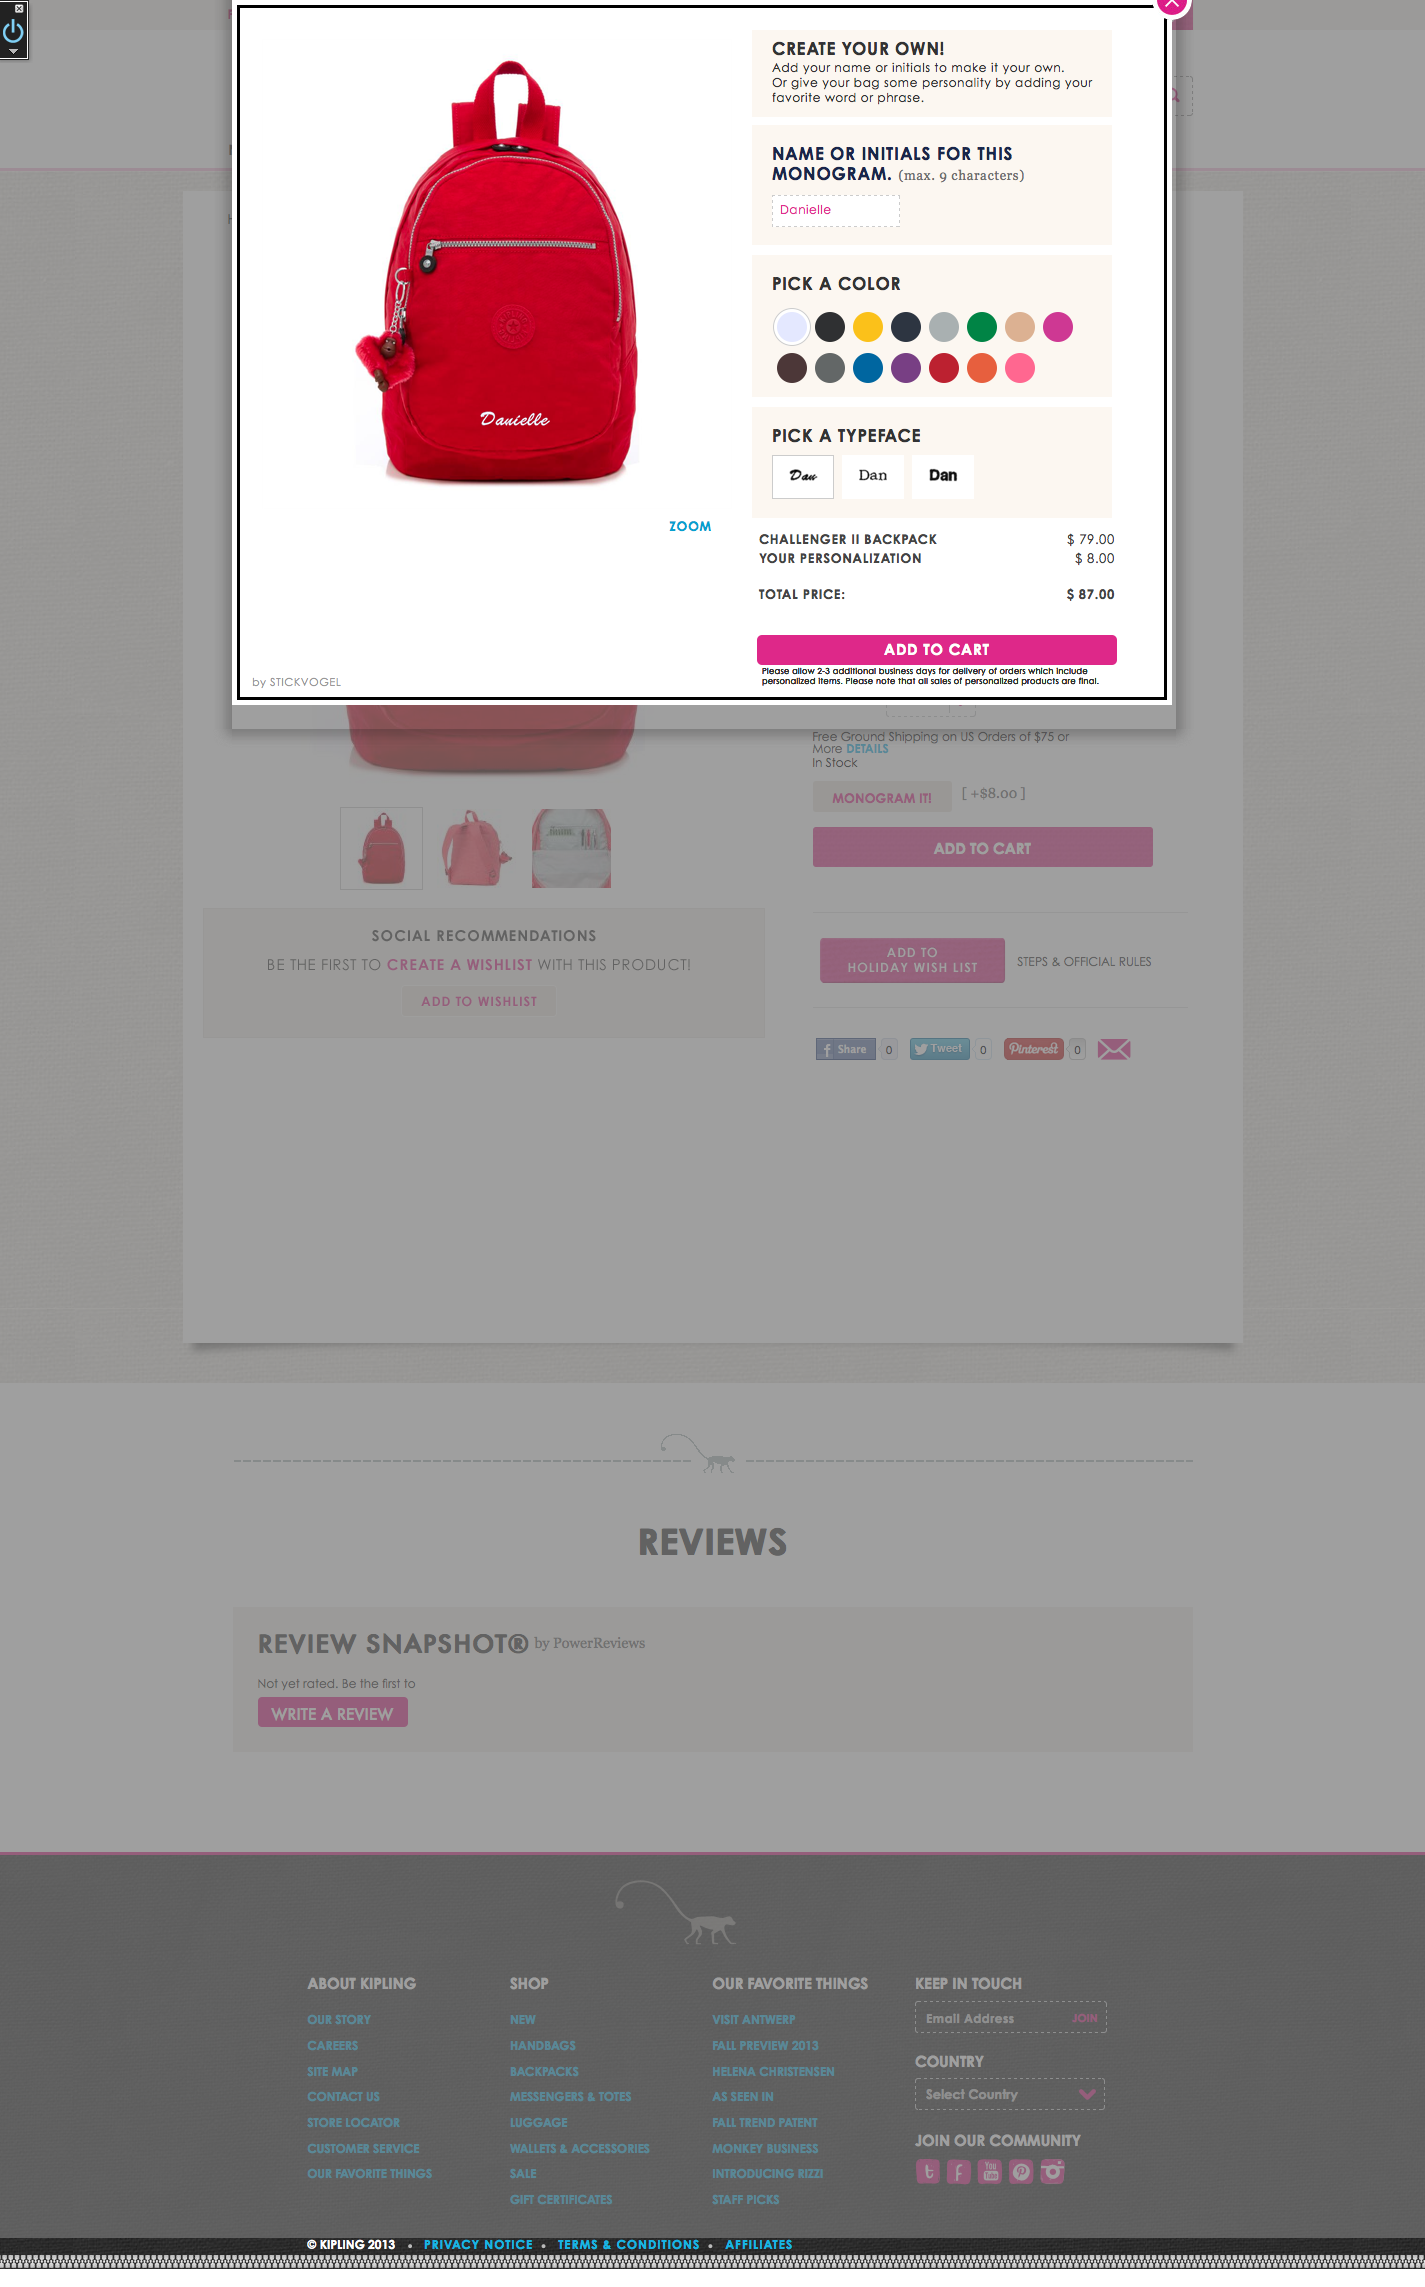 CREATE YOUR OWN!
Add your name or initials to make it your own.
Or give your bag some personality by adding your
favorite word or phrase.
NAME OR INITIALS FOR THIS
MONOGRAM. (max. 9 characters)
Danielle
PICK A COLOR
Danielle
PICK A TYPEFACE
Dan Dan Dan
ZOOM
CHALLENGER II BACKPACK $ 79.00
YOUR PERSONALIZATION $ 8.00
TOTAL PRICE: $ 87.00
ADD TO CART
Please allow 2-3 additional business days for delivery of orders which include
personalized items. Please note that all sales of personalized products are final.
by STICKVOGEL
Free Ground Shipping on US Orders of $75 or
More DETAILS
In Stock
MONOGRAM IT! [ +$8.00 ]
ADD TO CART
SOCIAL RECOMMENDATIONS
BE THE FIRST TO CREATE A WISHLIST WITH THIS PRODUCT!
ADD TO WISHLIST
ADD TO
HOLIDAY WISH LIST
STEPS & OFFICIAL RULES
f Share 0 Tweet 0 Pinterest 0
REVIEWS
REVIEW SNAPSHOT® by PowerReviews
Not yet rated. Be the first to
WRITE A REVIEW
ABOUT KIPLING
OUR STORY
CAREERS
SITE MAP
CONTACT US
STORE LOCATOR
CUSTOMER SERVICE
OUR FAVORITE THINGS
SHOP
NEW
HANDBAGS
BACKPACKS
MESSENGERS & TOTES
LUGGAGE
WALLETS & ACCESSORIES
SALE
GIFT CERTIFICATES
OUR FAVORITE THINGS
VISIT ANTWERP
FALL PREVIEW 2013
HELENA CHRISTENSEN
AS SEEN IN
FALL TREND PATENT
MONKEY BUSINESS
INTRODUCING RIZZI
STAFF PICKS
KEEP IN TOUCH
Email Address JOIN
COUNTRY
Select Country
JOIN OUR COMMUNITY
© KIPLING 2013 • PRIVACY NOTICE • TERMS & CONDITIONS • AFFILIATES